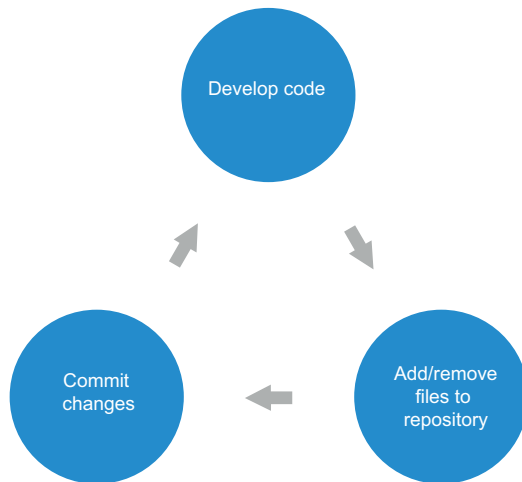 Develop code
Add/remove
files to
repository
Commit
changes